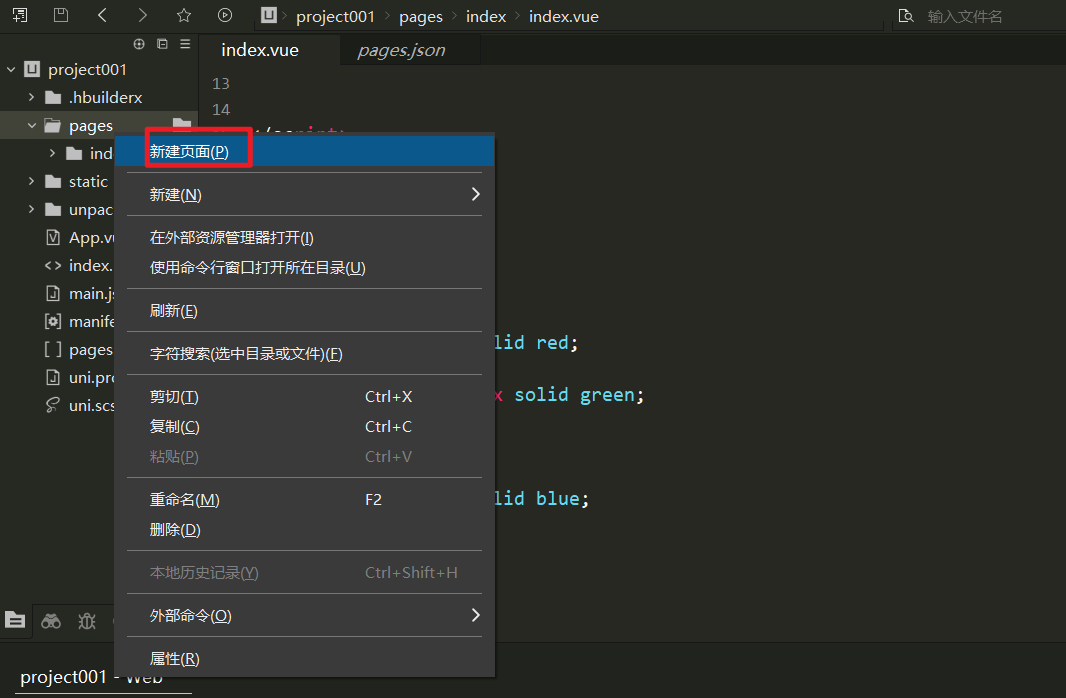 project001 pages index index.vue 输入文件名
index.vue pages.json
project001
.hbuilderx
pages
ind
static
unpac
App.vu
index.
main.js
manife
pages
uni.pro
uni.scs
13
14
新建页面(P)
新建(N)
在外部资源管理器打开(I)
使用命令行窗口打开所在目录(U)
刷新(E)
字符搜索(选中目录或文件)(F)
剪切(T) Ctrl+X
复制(C) Ctrl+C
粘贴(P) Ctrl+V
重命名(M) F2
删除(D)
本地历史记录(Y) Ctrl+Shift+H
外部命令(O)
属性(R)
lid red;
x solid green;
lid blue;
project001 - Web